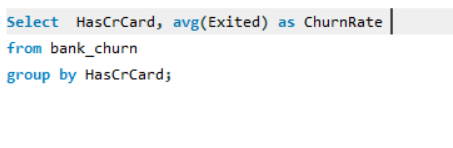 Select  HasCrCard, avg(Exited) as ChurnRate
from bank_churn
group by HasCrCard;